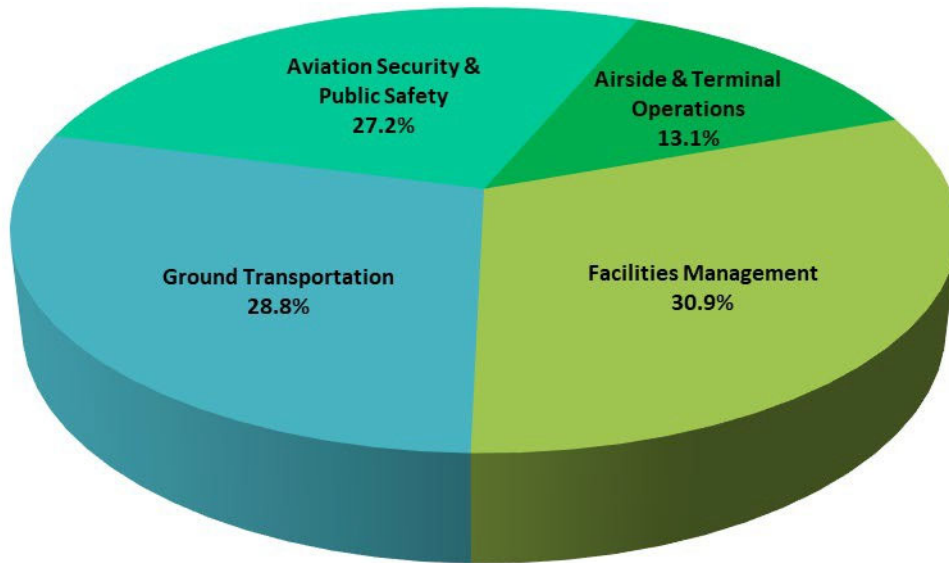 Aviation Security &
Public Safety
27.2%
Airside & Terminal
Operations
13.1%
Ground Transportation
28.8%
Facilities Management
30.9%